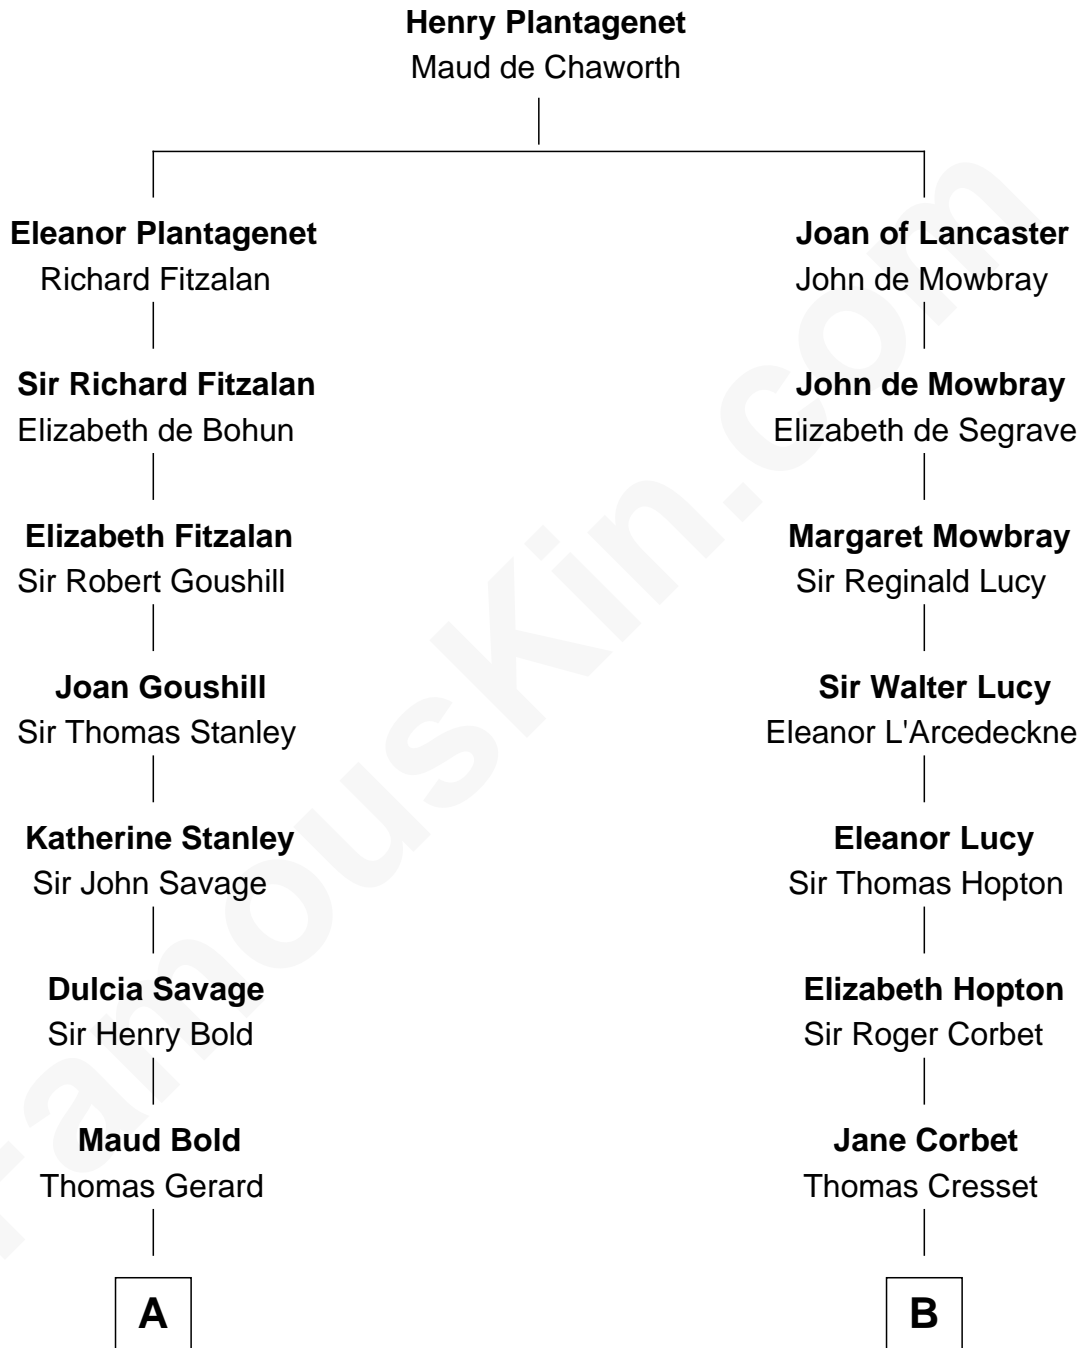 Henry Plantagenet
Maud de Chaworth
Eleanor Plantagenet
Richard Fitzalan
Joan of Lancaster
John de Mowbray
Sir Richard Fitzalan
Elizabeth de Bohun
John de Mowbray
Elizabeth de Segrave
Elizabeth Fitzalan
Sir Robert Goushill
Margaret Mowbray
Sir Reginald Lucy
Joan Goushill
Sir Thomas Stanley
Sir Walter Lucy
Eleanor L'Arcedeckne
Katherine Stanley
Sir John Savage
Eleanor Lucy
Sir Thomas Hopton
Dulcia Savage
Sir Henry Bold
Elizabeth Hopton
Sir Roger Corbet
Maud Bold
Thomas Gerard
Jane Corbet
Thomas Cresset
A
B
FamousKin.com